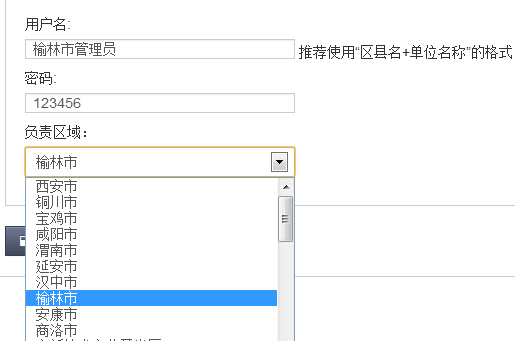 用户名:
榆林市管理员 推荐使用“区县名+单位名称”的格式
密码:
123456
负责区域：
榆林市
西安市
铜川市
宝鸡市
咸阳市
渭南市
延安市
汉中市
榆林市
安康市
商洛市